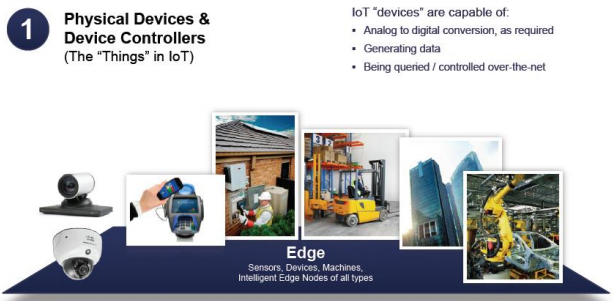 1
Physical Devices &
Device Controllers
(The "Things" in IoT)
IoT "devices" are capable of:
▪ Analog to digital conversion, as required
▪ Generating data
▪ Being queried / controlled over-the-net
Edge
Sensors, Devices, Machines,
Intelligent Edge Nodes of all types